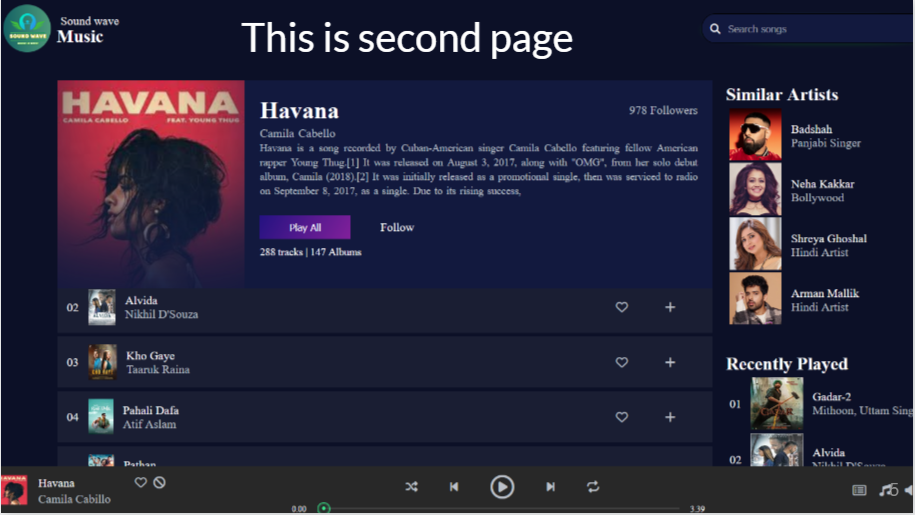 Sound wave
Music
SOUND WAVE
This is second page
Search songs
HAVANA
CAMILA CABELLO FEAT. YOUNG THUG
Havana
978 Followers
Camila Cabello
Havana is a song recorded by Cuban-American singer Camila Cabello featuring fellow American
rapper Young Thug.[1] It was released on August 3, 2017, along with "OMG", from her solo debut
album, Camila (2018).[2] It was initially released as a promotional single, then was serviced to radio
on September 8, 2017, as a single. Due to its rising success,
Play All
Follow
288 tracks | 147 Albums
02
Alvida
Nikhil D'Souza
03
Kho Gaye
Taaruk Raina
04
Pahali Dafa
Atif Aslam
Pathan
Similar Artists
Badshah
Panjabi Singer
Neha Kakkar
Bollywood
Shreya Ghoshal
Hindi Artist
Arman Mallik
Hindi Artist
Recently Played
01
Gadar-2
Mithoon, Uttam Sing
02
Alvida
Nikhil D'Souza
HAVANA
Havana
Camila Cabillo
0.00
3.39